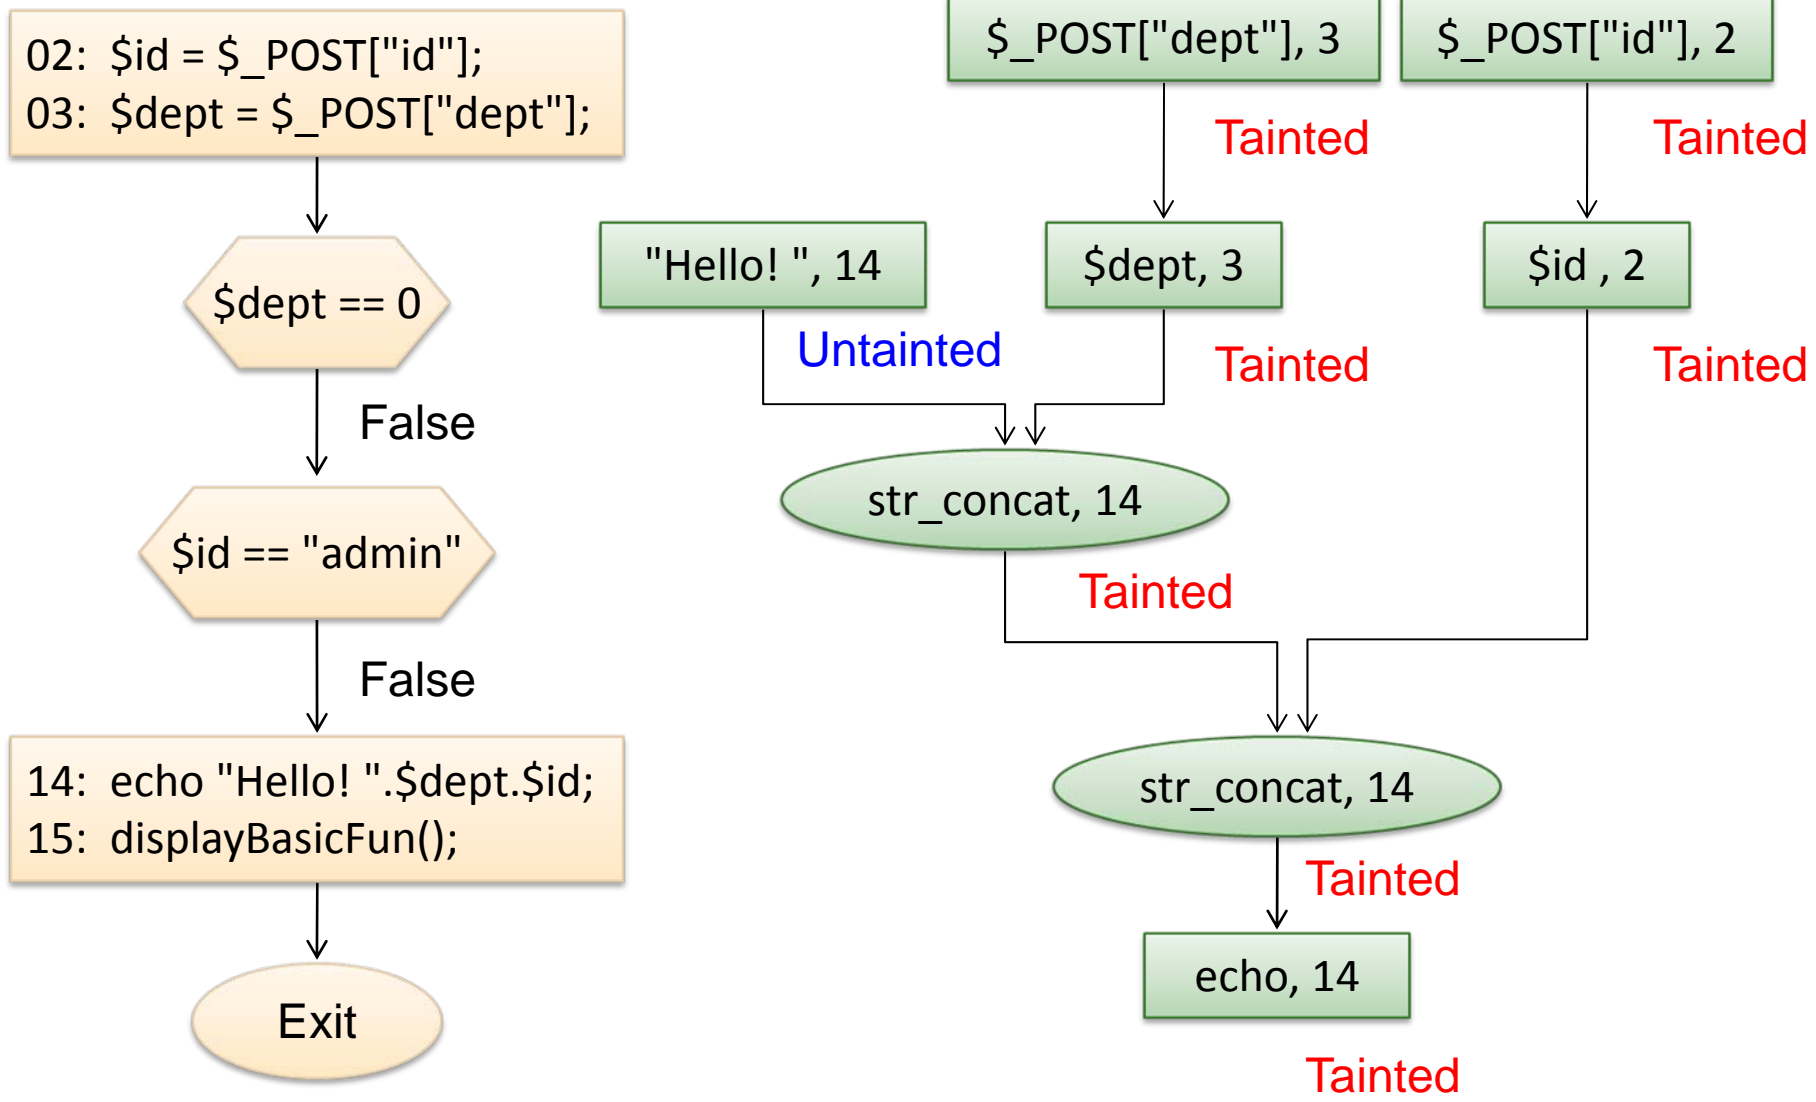 02:  $id = $_POST["id"];
03:  $dept = $_POST["dept"];
$dept == 0
False
$id == "admin"
False
14:  echo "Hello! ".$dept.$id;
15:  displayBasicFun();
Exit
$_POST["dept"], 3
$_POST["id"], 2
Tainted
Tainted
"Hello! ", 14
$dept, 3
$id , 2
Untainted
Tainted
Tainted
str_concat, 14
Tainted
str_concat, 14
Tainted
echo, 14
Tainted